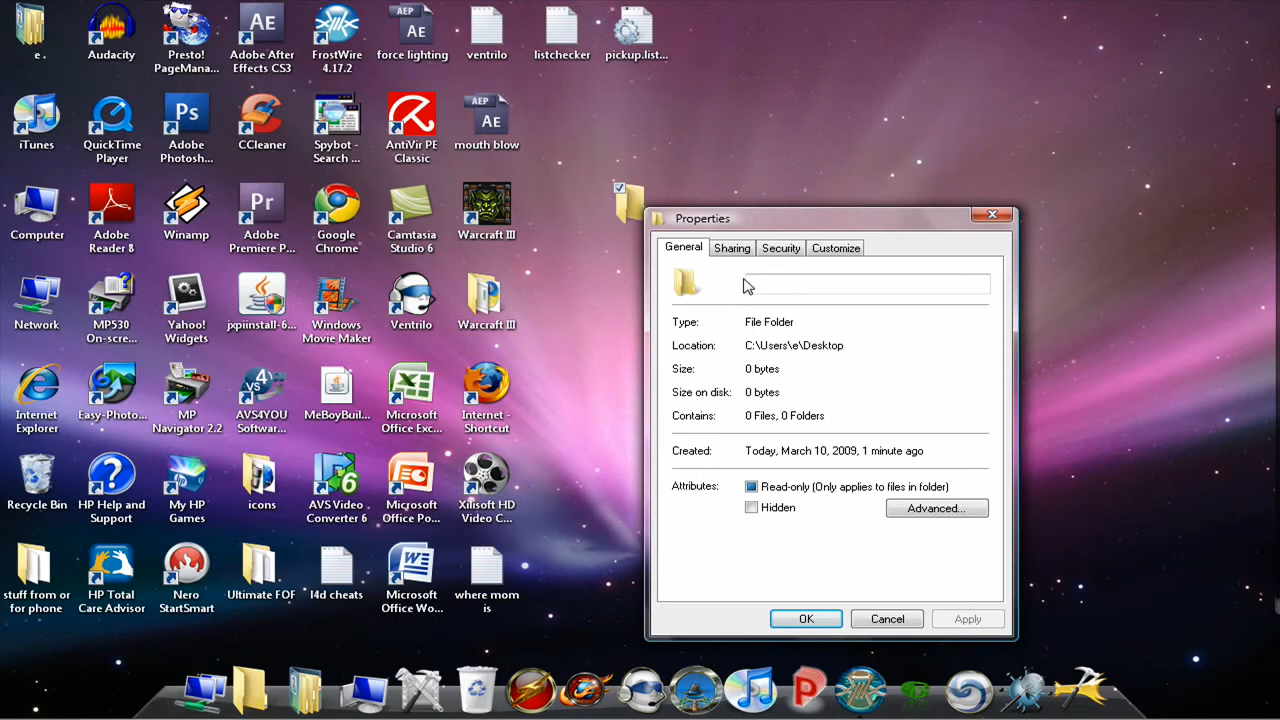 e .
Audacity
Presto!
PageMana...
Adobe After
Effects CS3
FrostWire
4.17.2
AEP
AE
force lighting
ventrilo
listchecker
pickup.list...
iTunes
QuickTime
Player
Ps
Adobe
Photosh...
CCleaner
Spybot -
Search ...
AntiVir PE
Classic
AEP
AE
mouth blow
Computer
Adobe
Reader 8
Winamp
Pr
Adobe
Premiere P...
Google
Chrome
Camtasia
Studio 6
Warcraft III
Network
MP530
On-scre...
Yahoo!
Widgets
jxpiinstall-6...
Windows
Movie Maker
Ventrilo
Warcraft III
Internet
Explorer
Easy-Photo...
MP
Navigator 2.2
AVS4YOU
Softwar...
MeBoyBuil...
Microsoft
Office Exc...
Internet -
Shortcut
Recycle Bin
HP Help and
Support
My HP
Games
icons
AVS Video
Converter 6
Microsoft
Office Po...
Xilisoft HD
Video C...
stuff from or
for phone
HP Total
Care Advisor
Nero
StartSmart
Ultimate FOF
l4d cheats
Microsoft
Office Wo...
where mom
is
Properties
General Sharing Security Customize
Type: File Folder
Location: C:\Users\e\Desktop
Size: 0 bytes
Size on disk: 0 bytes
Contains: 0 Files, 0 Folders
Created: Today, March 10, 2009, 1 minute ago
Attributes: Read-only (Only applies to files in folder)
Hidden Advanced...
OK Cancel Apply